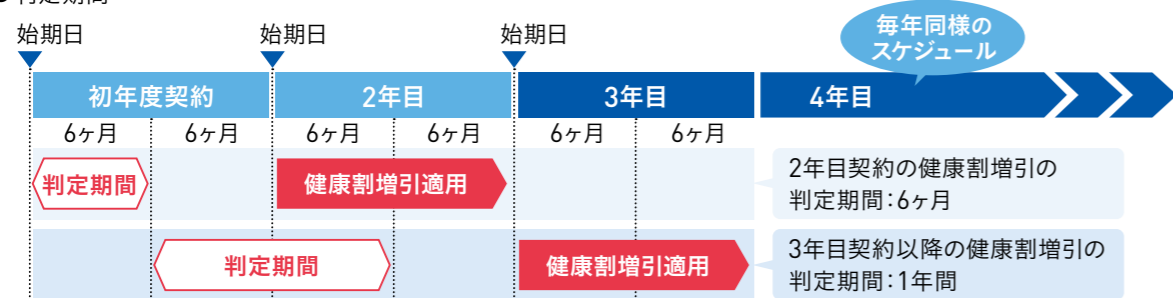 判定期間
始期日 始期日 始期日
毎年同様の
スケジュール
初年度契約 2年目 3年目 4年目
6ヶ月 6ヶ月 6ヶ月 6ヶ月 6ヶ月 6ヶ月
判定期間 健康割増引適用
2年目契約の健康割増引の
判定期間：6ヶ月
判定期間 健康割増引適用
3年目契約以降の健康割増引の
判定期間：1年間